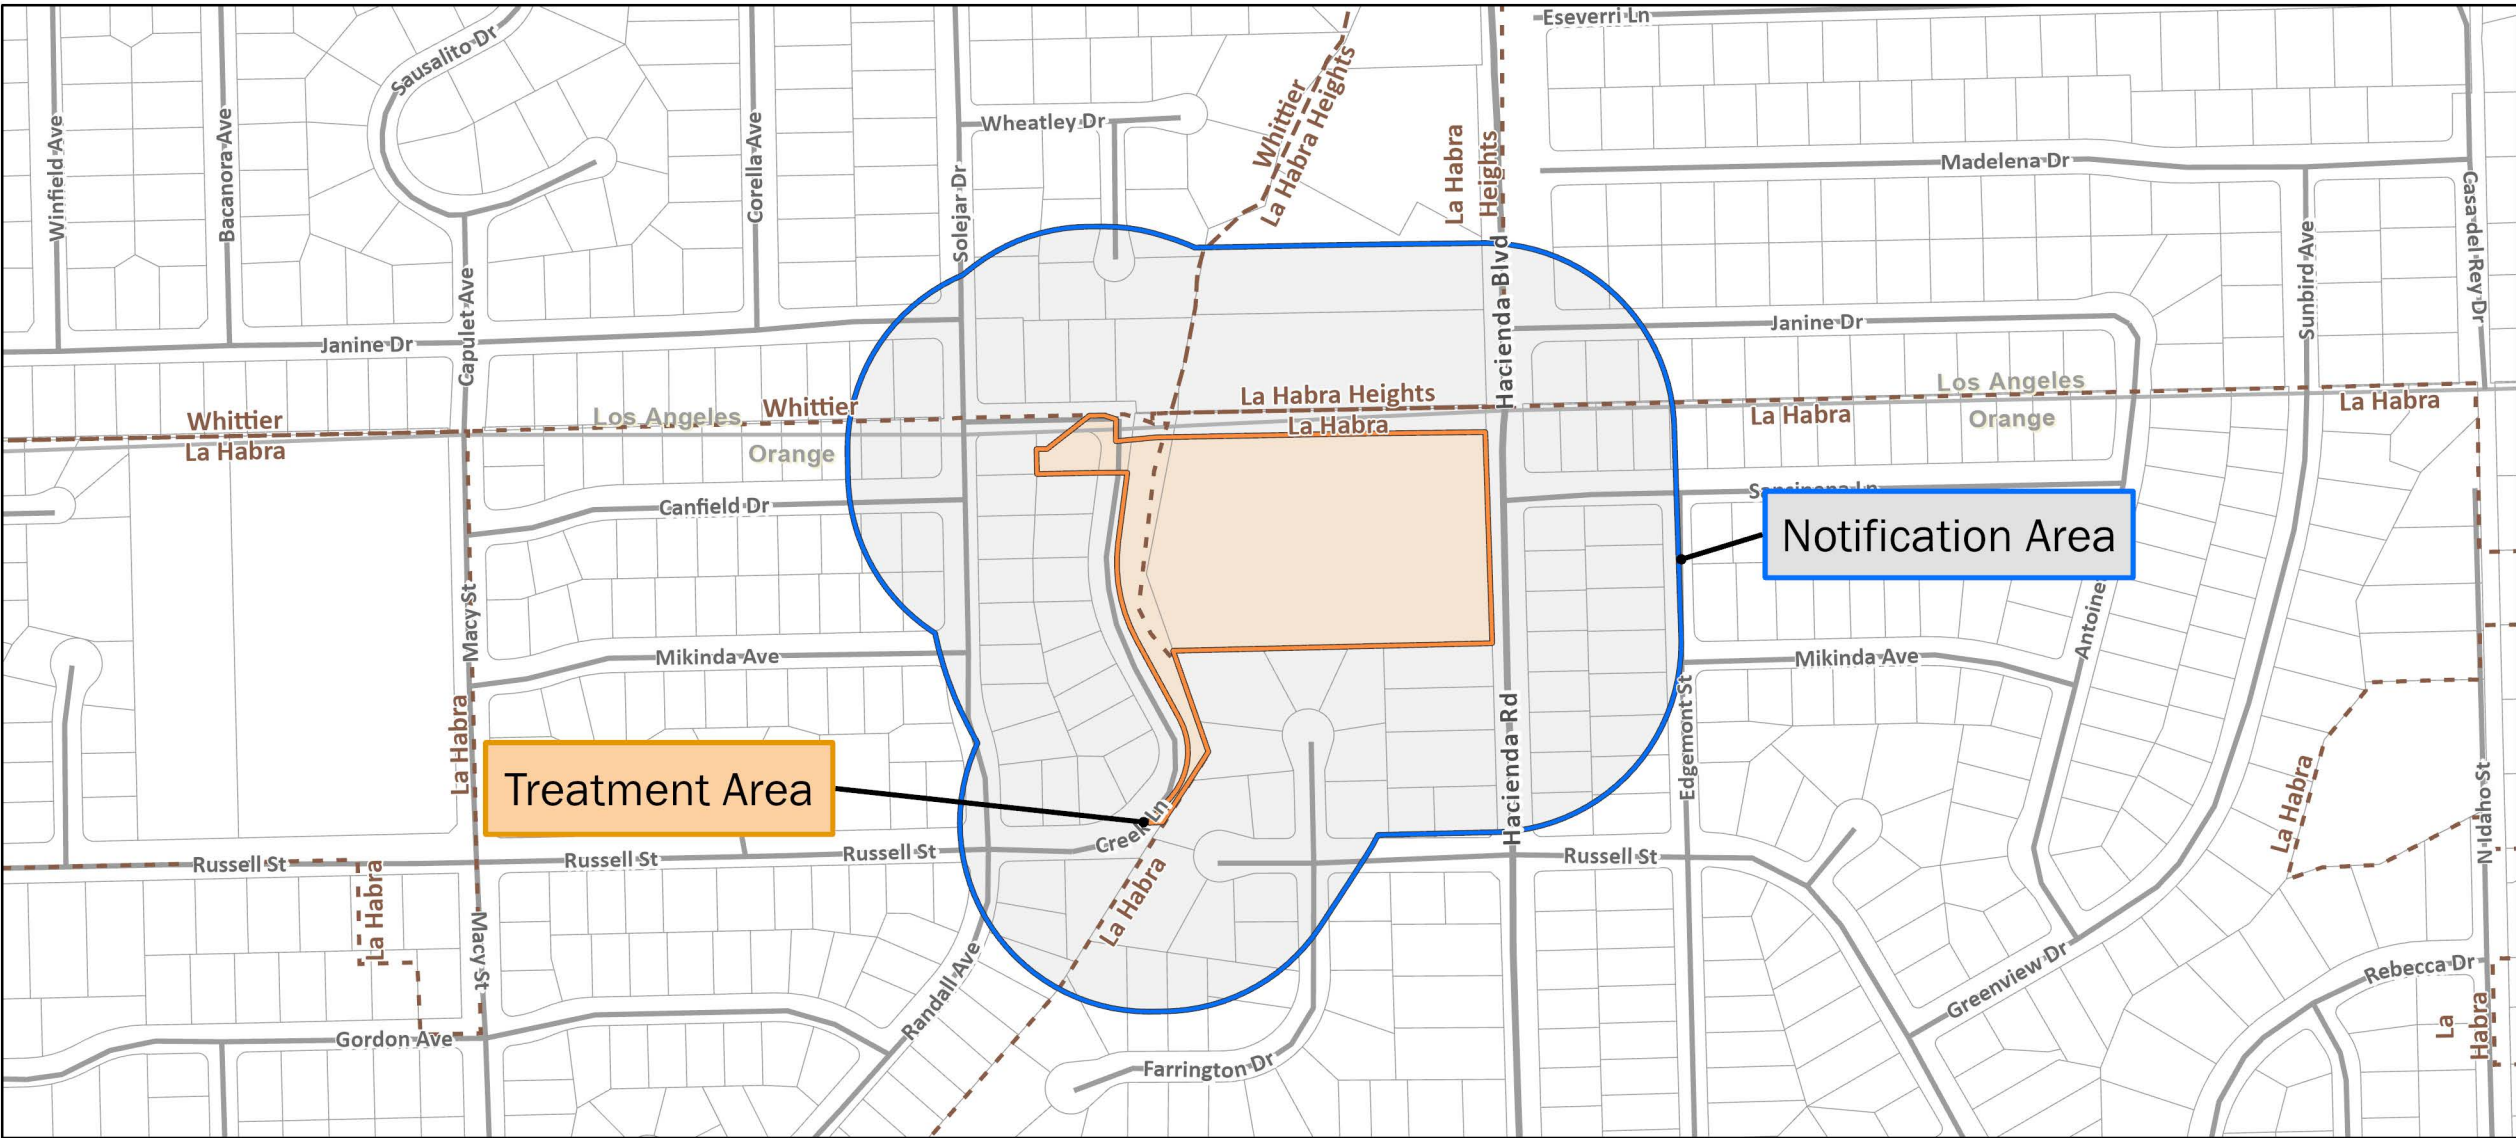 Eseverri Ln
Sausalito Dr
Winfield Ave
Bacanora Ave
Corella Ave
Solejar Dr
Wheatley Dr
Whittier
La Habra Heights
La Habra
Heights
Madelena Dr
Casa del Rey Dr
Sunbird Ave
Capulet Ave
Hacienda Blvd
Janine Dr
Janine Dr
Whittier
La Habra
Los Angeles
Whittier
Orange
La Habra Heights
La Habra
Los Angeles
La Habra
Orange
La Habra
Canfield Dr
Notification Area
Macy St
Mikinda Ave
Mikinda Ave
La Habra
Edgemont St
Hacienda Rd
Treatment Area
Creek Ln
La Habra
N Idaho St
Russell St
Russell St
Russell St
Russell St
La Habra
La Habra
Macy St
Randall Ave
Greenview Dr
Rebecca Dr
La
Habra
Gordon Ave
Farrington Dr